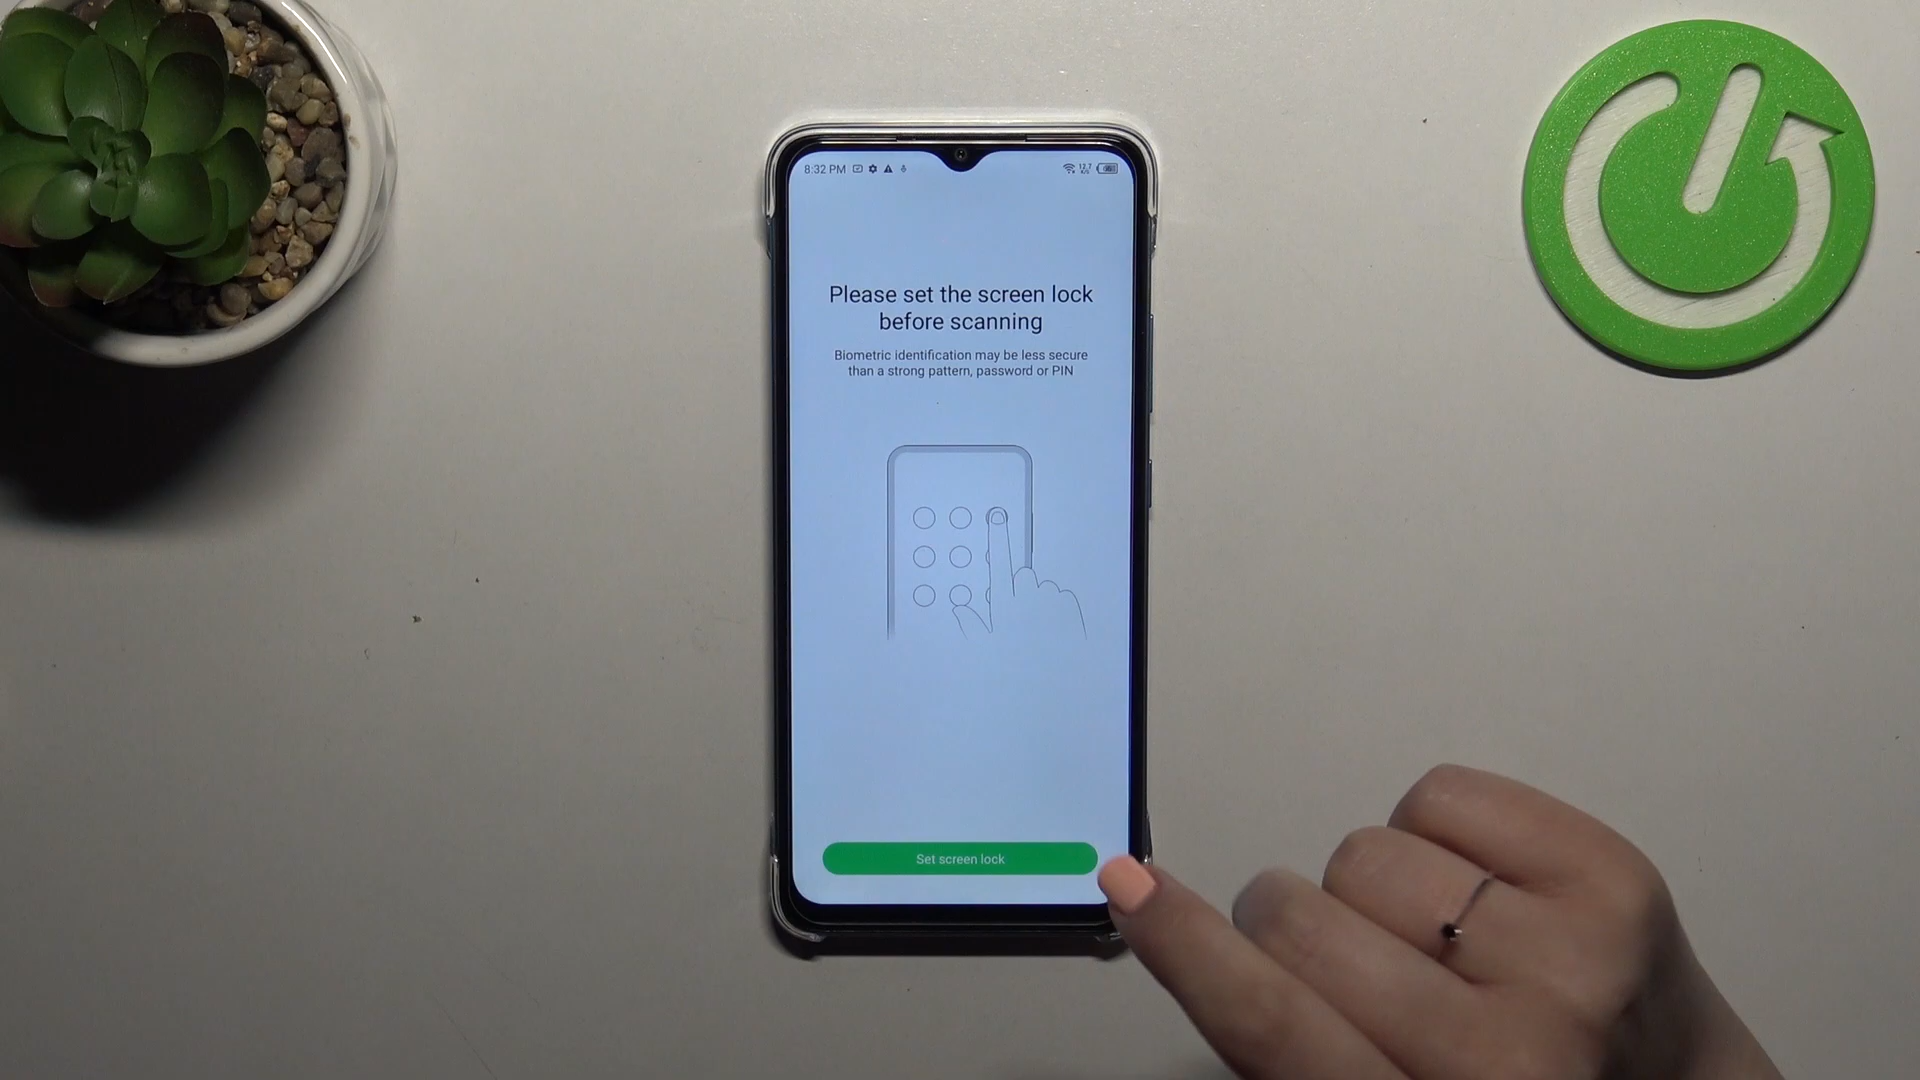 8:32 PM
Please set the screen lock
before scanning
Biometric identification may be less secure
than a strong pattern, password or PIN
Set screen lock